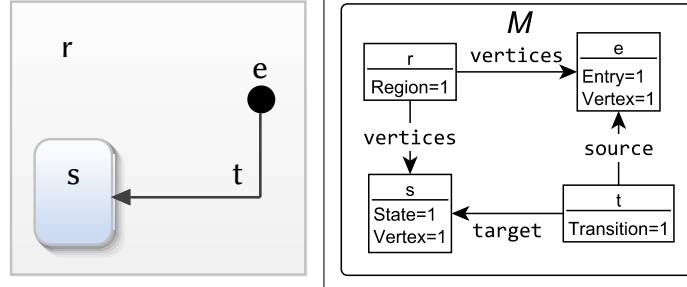 r
e
s
t
M
r
Region=1
vertices
e
Entry=1
Vertex=1
vertices
source
s
State=1
Vertex=1
target
t
Transition=1